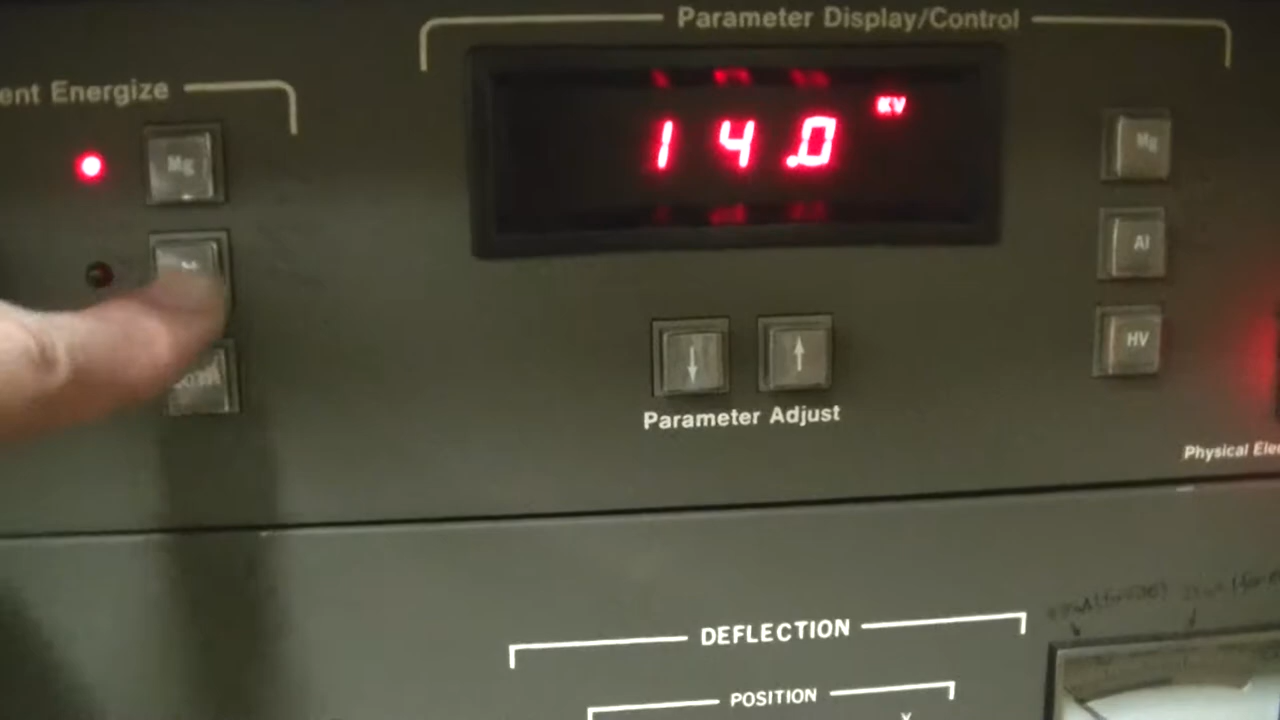 Parameter Display/Control
ent Energize
Mg
KV
14.0
Mg
Al
HV
Parameter Adjust
Physical Ele
DEFLECTION
POSITION